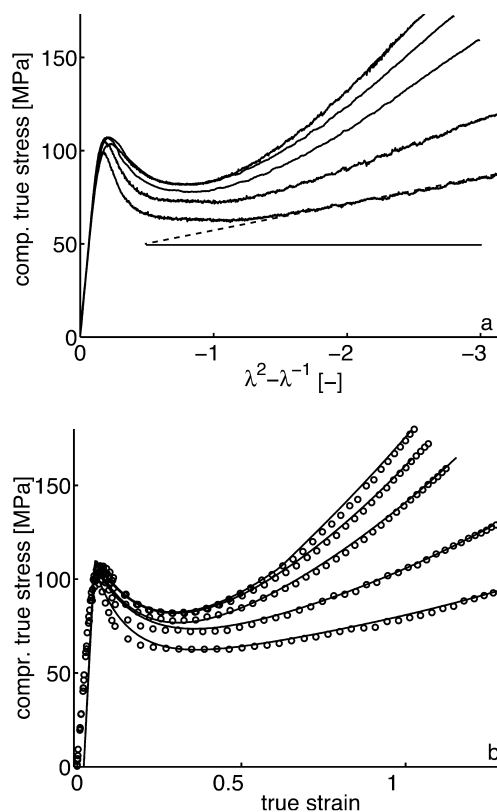 comp. true stress [MPa]
150
100
50
0
0
−1
−2
−3
λ²−λ⁻¹ [−]
a
compr. true stress [MPa]
150
100
50
0
0
0.5
1
true strain
b